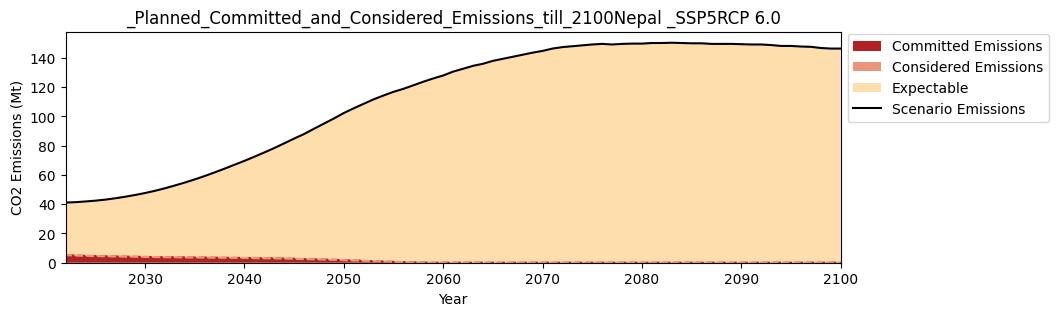 _Planned_Committed_and_Considered_Emissions_till_2100Nepal _SSP5RCP 6.0
CO2 Emissions (Mt)
140
120
100
80
60
40
20
0
2030 2040 2050 2060 2070 2080 2090 2100
Year
Committed Emissions
Considered Emissions
Expectable
Scenario Emissions